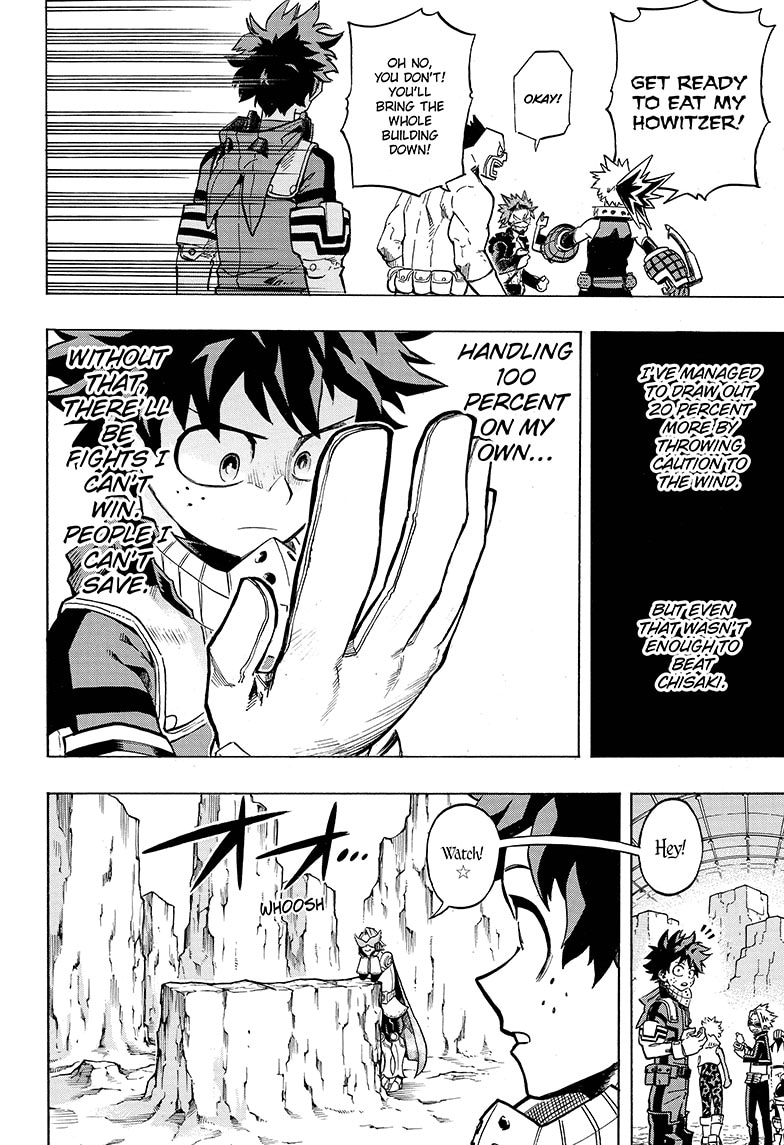 GET READY
TO EAT MY
HOWITZER!
OKAY!
OH NO,
YOU DON'T!
YOU'LL
BRING THE
WHOLE
BUILDING
DOWN!
I'VE MANAGED
TO DRAW OUT
20 PERCENT
MORE BY
THROWING
CAUTION TO
THE WIND.
BUT EVEN
THAT WASN'T
ENOUGH TO
BEAT
CHISAKI.
HANDLING
100
PERCENT
ON MY
OWN...
WITHOUT
THAT,
THERE'LL
BE
FIGHTS I
CAN'T
WIN.
PEOPLE I
CAN'T
SAVE.
Hey!
Watch!
☆
オオ...
WHOOSH